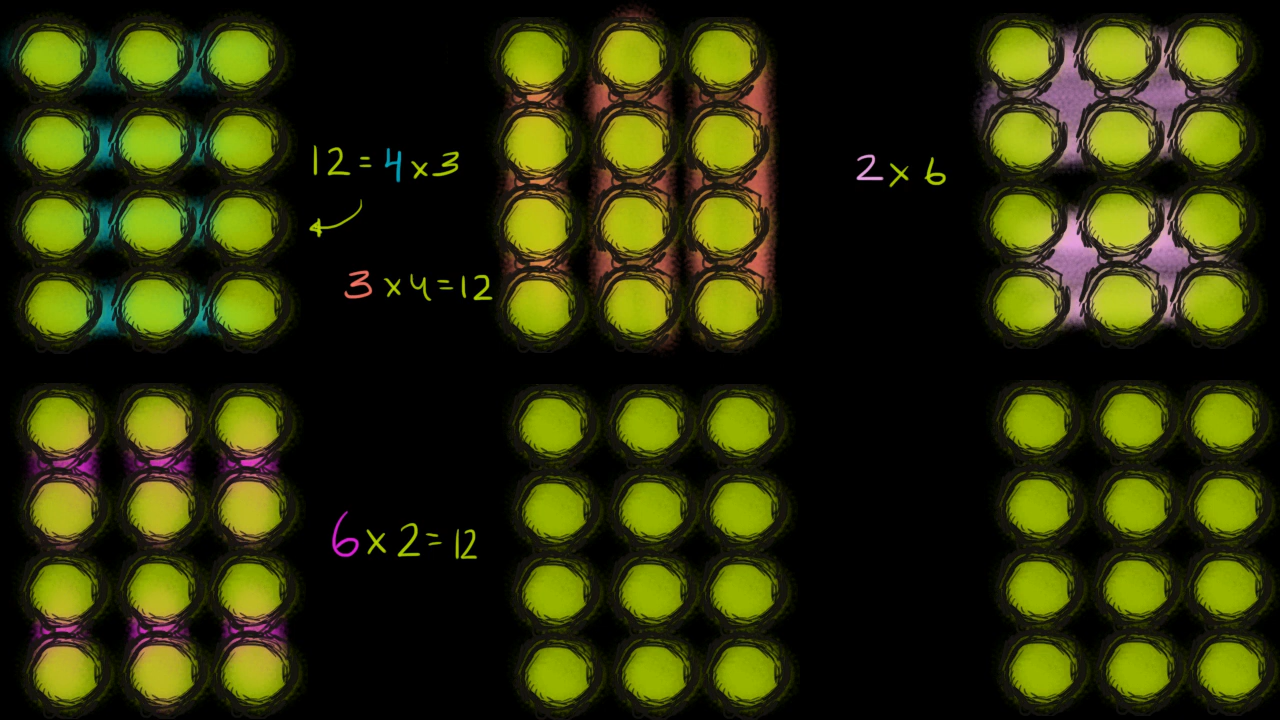 12 = 4 x 3
3 x 4 = 12
2 x 6
6 x 2 = 12